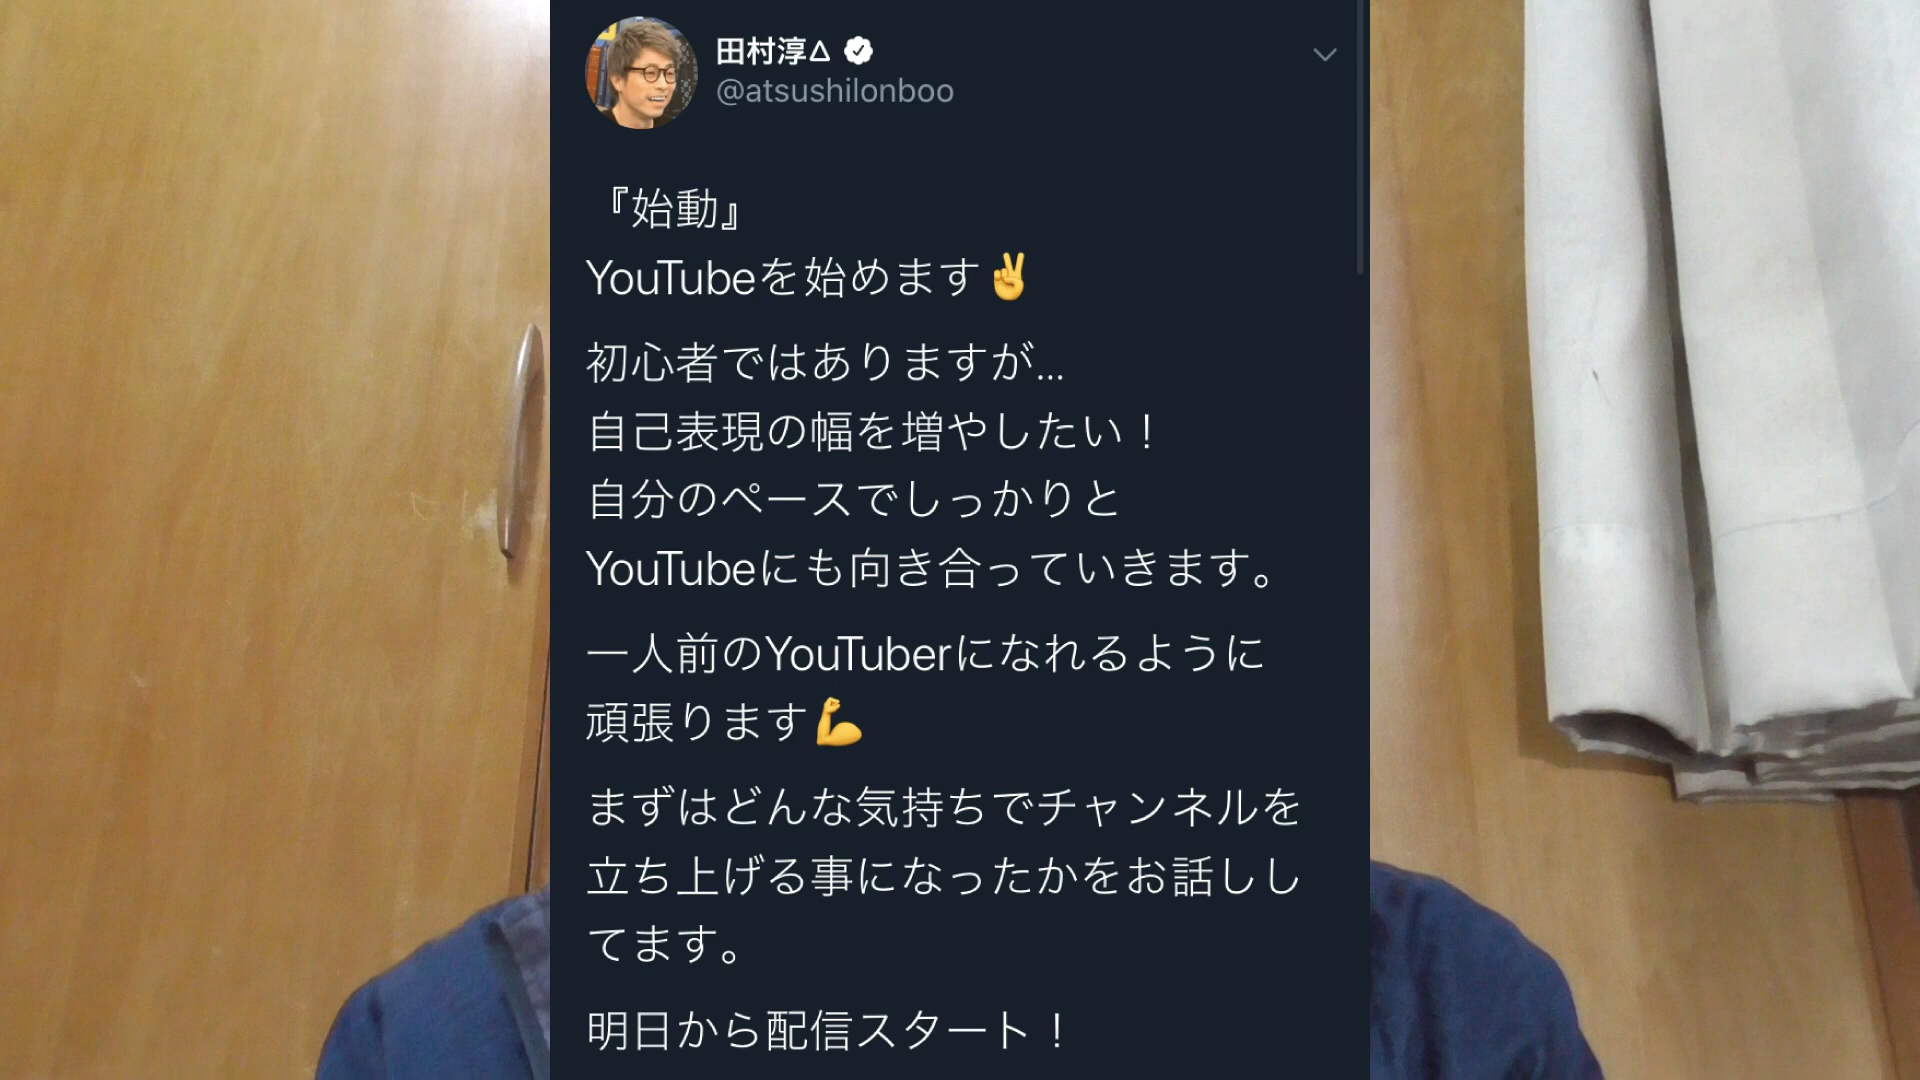 田村淳△
@atsushilonboo
『始動』
YouTubeを始めます✌
初心者ではありますが...
自己表現の幅を増やしたい！
自分のペースでしっかりと
YouTubeにも向き合っていきます。
一人前のYouTuberになれるように
頑張ります💪
まずはどんな気持ちでチャンネルを
立ち上げる事になったかをお話しし
てます。
明日から配信スタート！